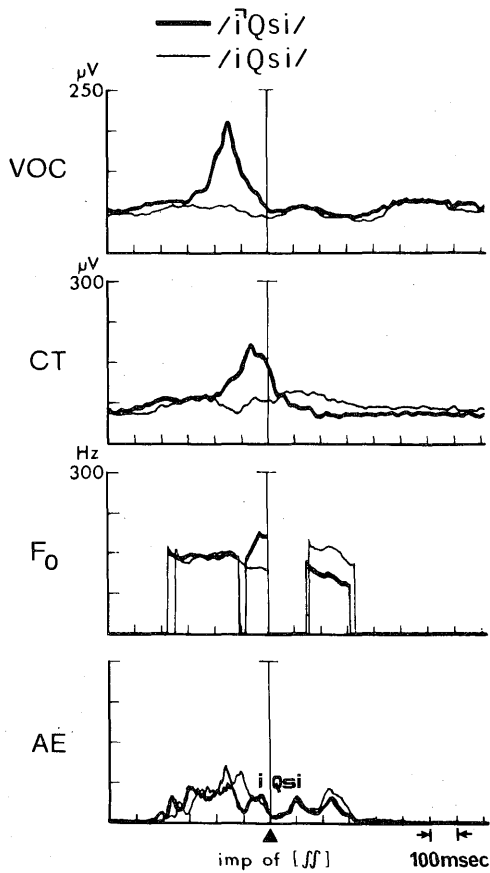 /i⌝Qsi/
/iQsi/
μV
250
VOC
μV
300
CT
Hz
300
F0
AE
i Qsi
imp of [ʃʃ]
100msec